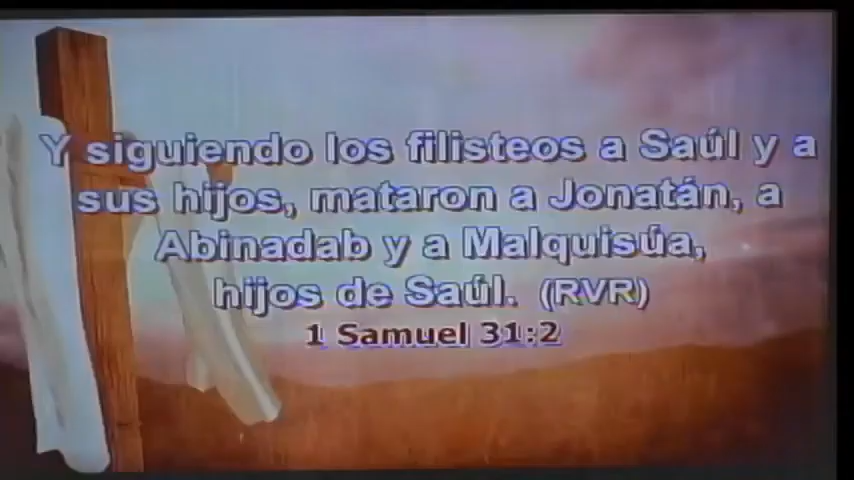 Y siguiendo los filisteos a Saúl y a
sus hijos, mataron a Jonatán, a
Abinadab y a Malquisúa,
hijos de Saúl. (RVR)
1 Samuel 31:2